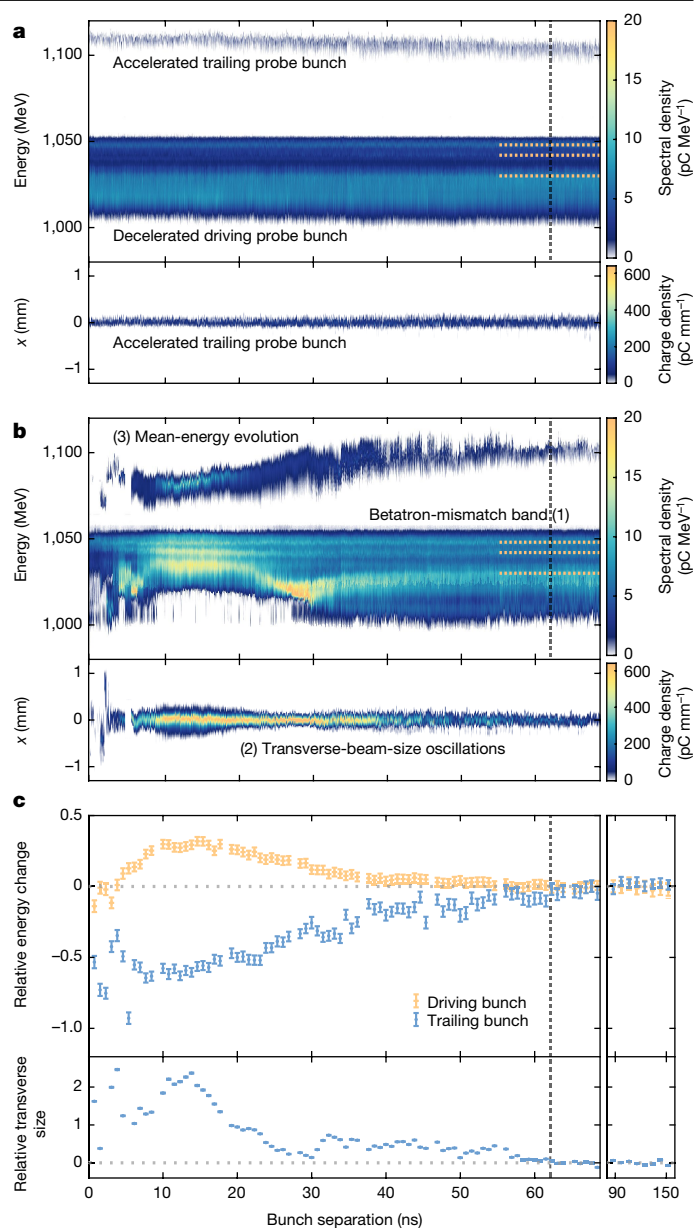 a
1,100
1,050
1,000
Energy (MeV)
Accelerated trailing probe bunch
Decelerated driving probe bunch
20
15
10
5
0
Spectral density
(pC MeV⁻¹)
1
0
−1
x (mm)
Accelerated trailing probe bunch
600
400
200
0
Charge density
(pC mm⁻¹)
b
(3) Mean-energy evolution
1,100
1,050
1,000
Energy (MeV)
Betatron-mismatch band (1)
20
15
10
5
0
Spectral density
(pC MeV⁻¹)
1
0
−1
x (mm)
(2) Transverse-beam-size oscillations
600
400
200
0
Charge density
(pC mm⁻¹)
c
0.5
0
−0.5
−1.0
Relative energy change
Driving bunch
Trailing bunch
2
1
0
Relative transverse
size
0 10 20 30 40 50 60 90 150
Bunch separation (ns)